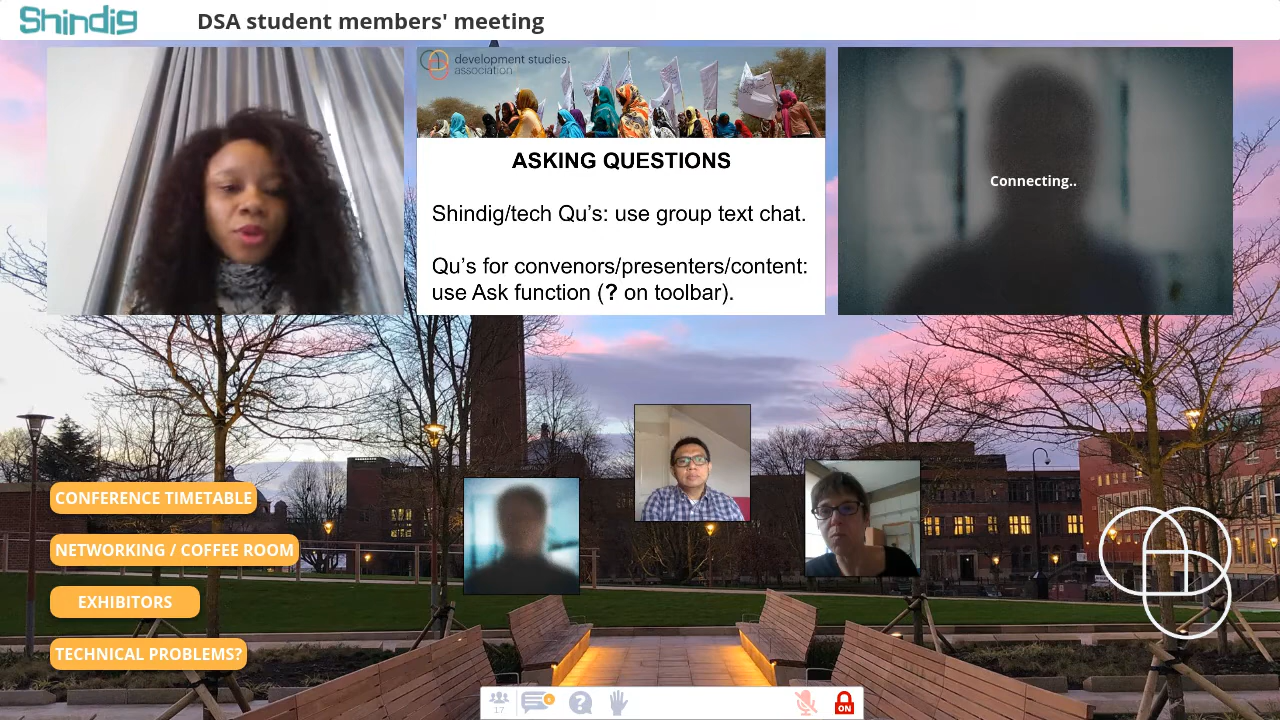 Shindig
DSA student members' meeting
development studies
association
ASKING QUESTIONS
Shindig/tech Qu's: use group text chat.
Qu's for convenors/presenters/content:
use Ask function (? on toolbar).
Connecting..
CONFERENCE TIMETABLE
NETWORKING / COFFEE ROOM
EXHIBITORS
TECHNICAL PROBLEMS?
17
?
ON